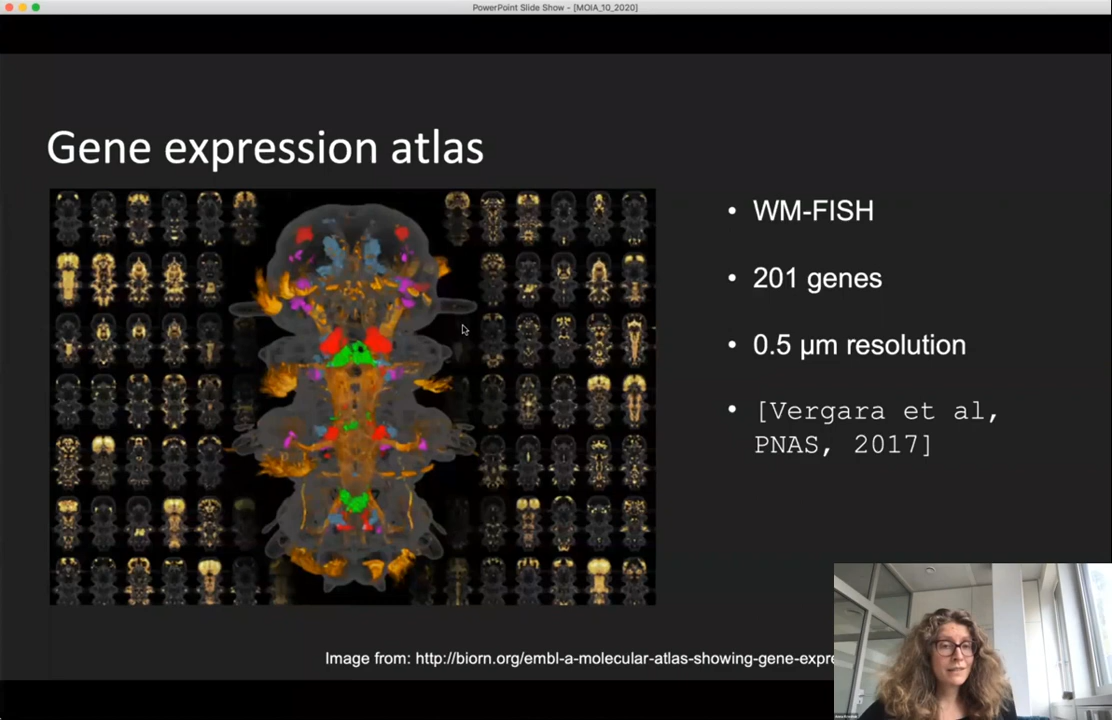 PowerPoint Slide Show - [MOIA_10_2020]
Gene expression atlas
• WM-FISH
• 201 genes
• 0.5 µm resolution
• [Vergara et al,
PNAS, 2017]
Image from: http://biorn.org/embl-a-molecular-atlas-showing-gene-expre